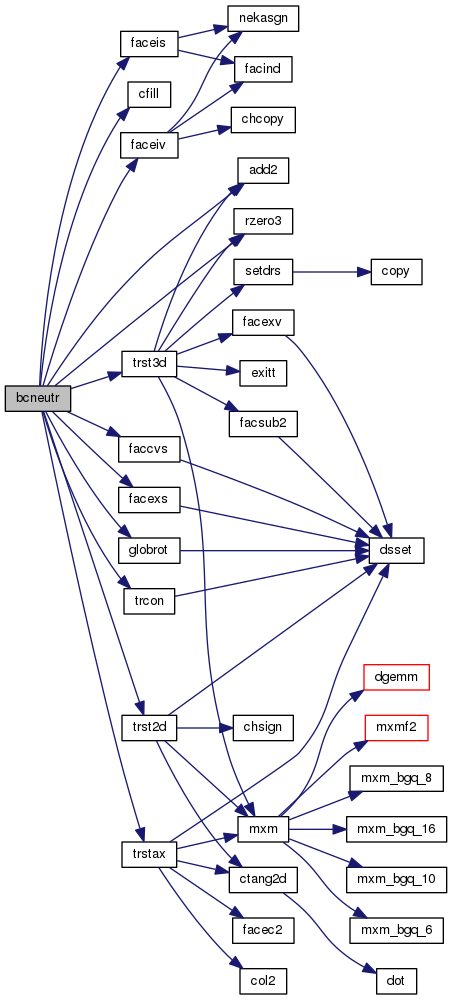 nekasgn
faceis
facind
cfill
chcopy
faceiv
add2
rzero3
setdrs
copy
facexv
trst3d
exitt
bcneutr
facsub2
faccvs
facexs
globrot
dsset
trcon
dgemm
trst2d
chsign
mxmf2
mxm_bgq_8
mxm
mxm_bgq_16
trstax
ctang2d
mxm_bgq_10
facec2
mxm_bgq_6
col2
dot